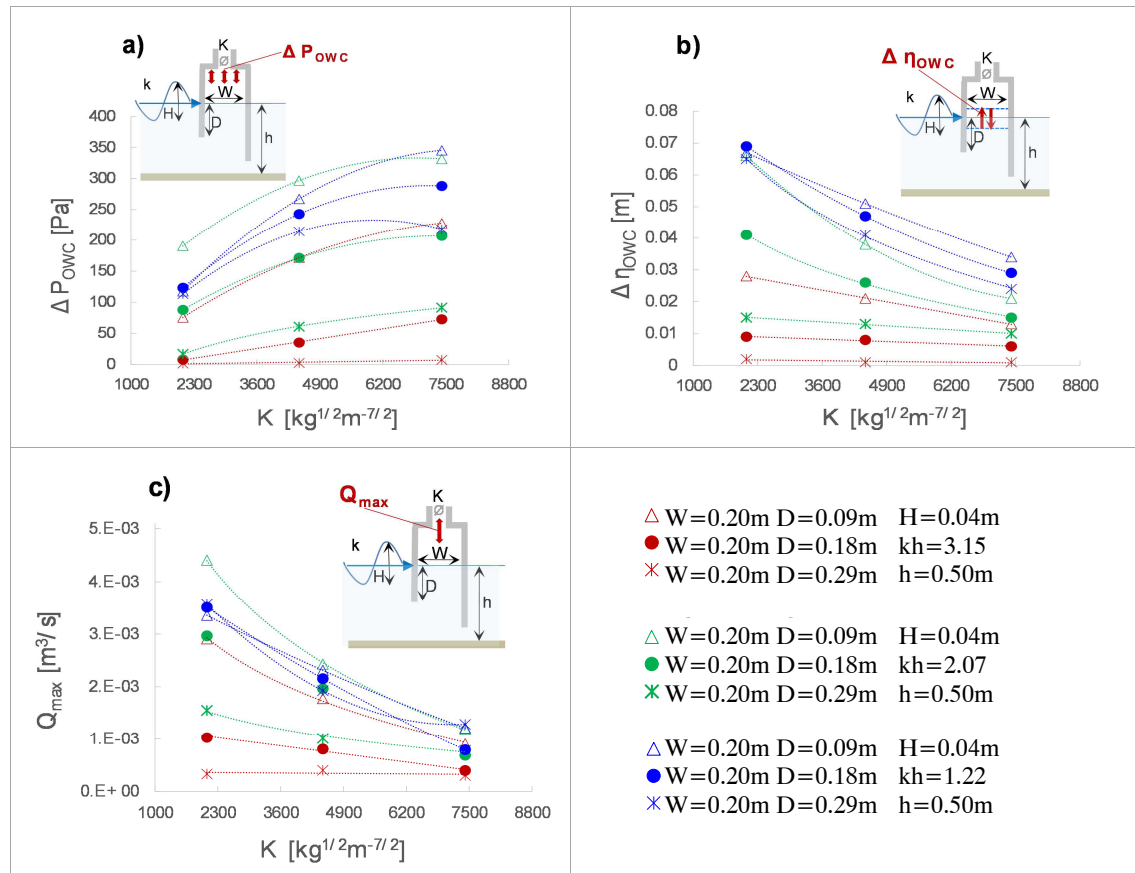 a)
K
Ø
Δ P_OWC
k
W
H
D
h
Δ P_OWC [Pa]
400
350
300
250
200
150
100
50
0
1000 2300 3600 4900 6200 7500 8800
K [kg^1/2 m^-7/2]
b)
K
Ø
Δ η_OWC
k
W
H
D
h
Δ η_OWC [m]
0.08
0.07
0.06
0.05
0.04
0.03
0.02
0.01
0
1000 2300 3600 4900 6200 7500 8800
K [kg^1/2 m^-7/2]
c)
Q_max
K
Ø
k
W
H
D
h
Q_max [m³/s]
5.E-03
4.E-03
3.E-03
2.E-03
1.E-03
0.E+00
1000 2300 3600 4900 6200 7500 8800
K [kg^1/2 m^-7/2]
W=0.20m D=0.09m H=0.04m
W=0.20m D=0.18m kh=3.15
W=0.20m D=0.29m h=0.50m
W=0.20m D=0.09m H=0.04m
W=0.20m D=0.18m kh=2.07
W=0.20m D=0.29m h=0.50m
W=0.20m D=0.09m H=0.04m
W=0.20m D=0.18m kh=1.22
W=0.20m D=0.29m h=0.50m